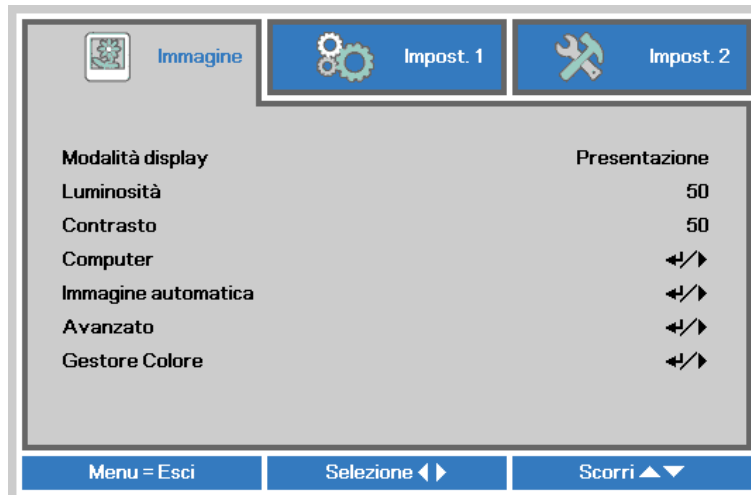 Immagine Impost. 1 Impost. 2
Modalità display Presentazione
Luminosità 50
Contrasto 50
Computer ↵/▶
Immagine automatica ↵/▶
Avanzato ↵/▶
Gestore Colore ↵/▶
Menu = Esci Selezione ◀▶ Scorri ▲▼